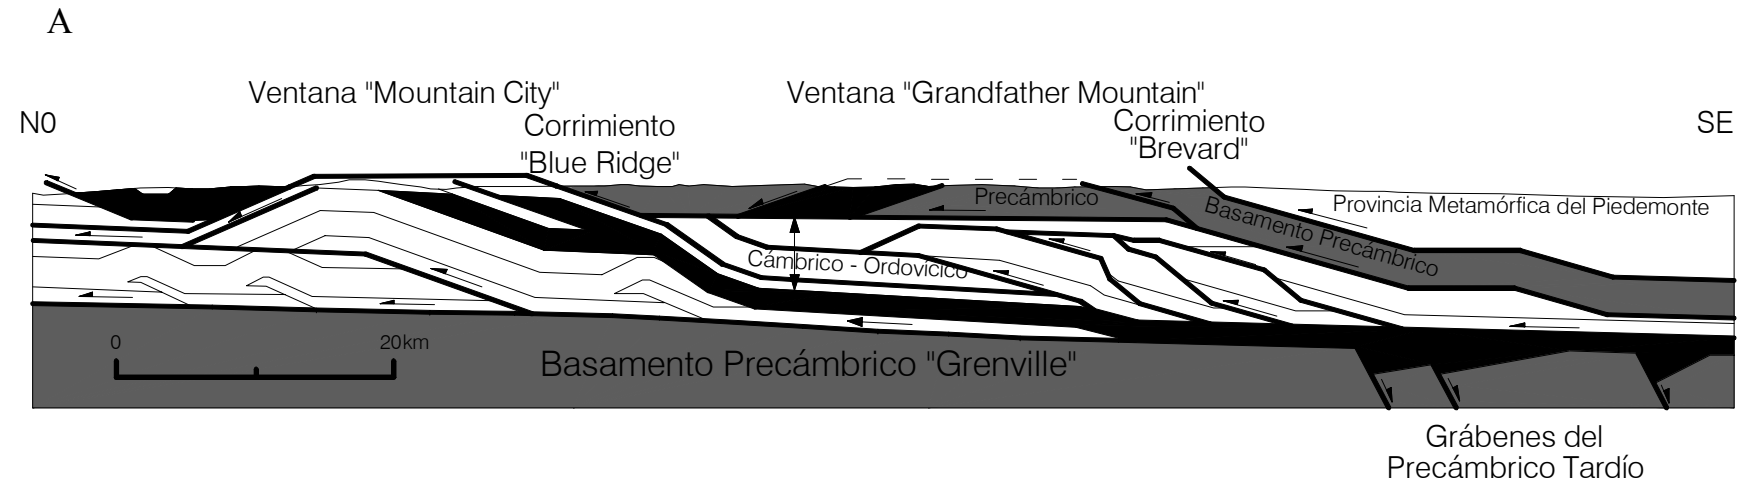 A
Ventana "Mountain City"
Ventana "Grandfather Mountain"
N0
Corrimiento
"Blue Ridge"
Corrimiento
"Brevard"
SE
Precámbrico
Basamento Precámbrico
Provincia Metamórfica del Piedemonte
Cámbrico - Ordovícico
0
20km
Basamento Precámbrico "Grenville"
Grábenes del
Precámbrico Tardío